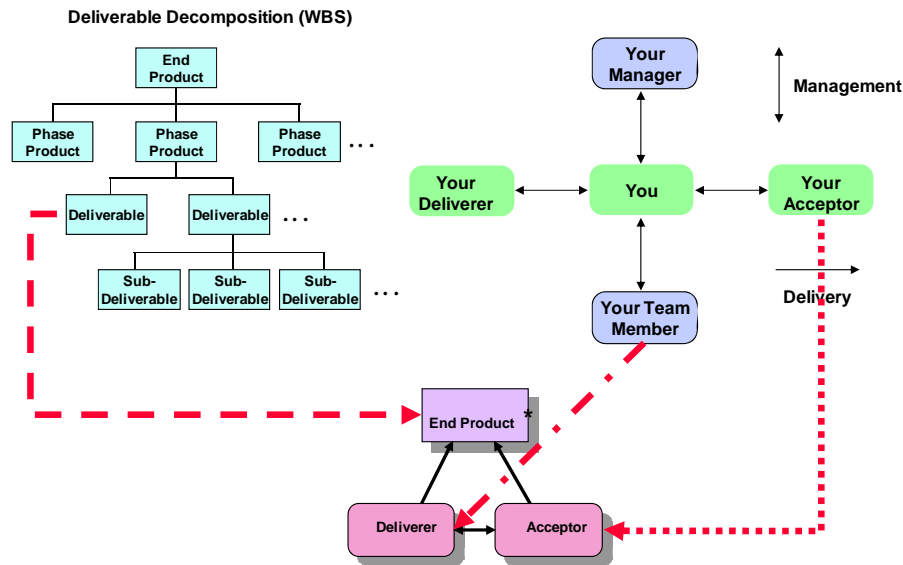 Deliverable Decomposition (WBS)
End
Product
Phase
Product
Phase
Product
Phase
Product
...
Deliverable
Deliverable
...
Sub-
Deliverable
Sub-
Deliverable
Sub-
Deliverable
...
Your
Manager
Management
Your
Deliverer
You
Your
Acceptor
Delivery
Your Team
Member
End Product *
Deliverer
Acceptor